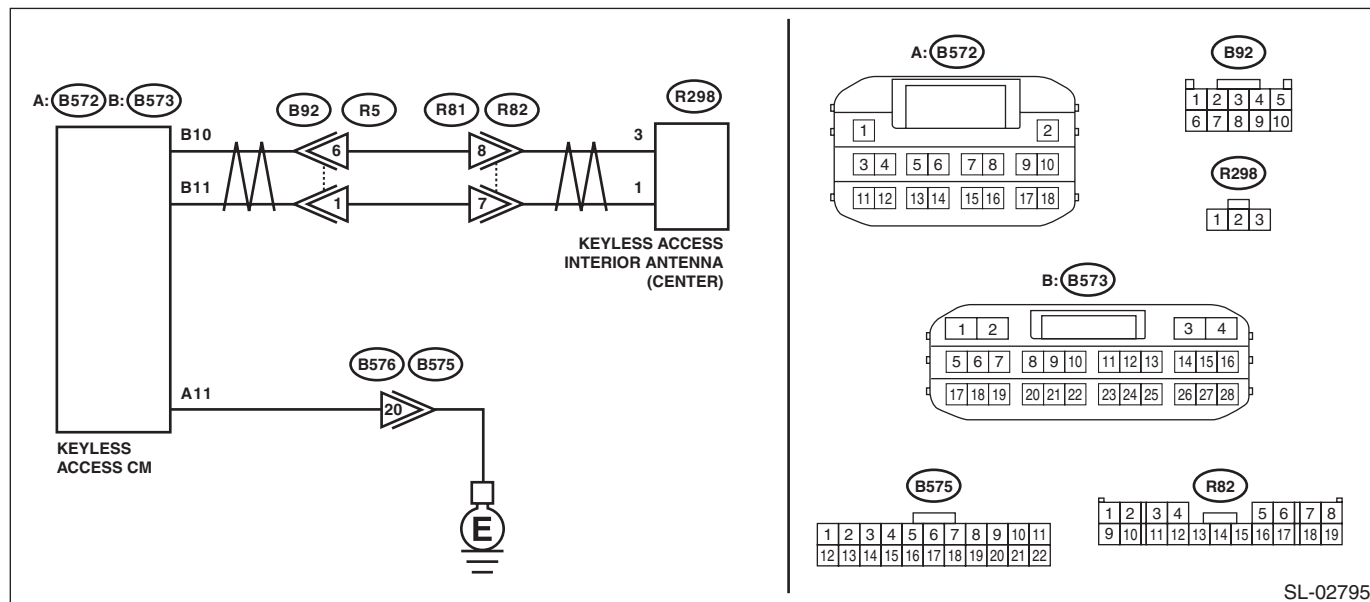 A: B572 B: B573
B92 R5
R81 R82
R298
B10
6
8
3
B11
1
7
1
KEYLESS ACCESS
INTERIOR ANTENNA
(CENTER)
B576 B575
A11
20
KEYLESS
ACCESS CM
E
A: B572
1 2
3 4 5 6 7 8 9 10
11 12 13 14 15 16 17 18
B92
1 2 3 4 5
6 7 8 9 10
R298
1 2 3
B: B573
1 2 3 4
5 6 7 8 9 10 11 12 13 14 15 16
17 18 19 20 21 22 23 24 25 26 27 28
B575
1 2 3 4 5 6 7 8 9 10 11
12 13 14 15 16 17 18 19 20 21 22
R82
1 2 3 4 5 6 7 8
9 10 11 12 13 14 15 16 17 18 19
SL-02795